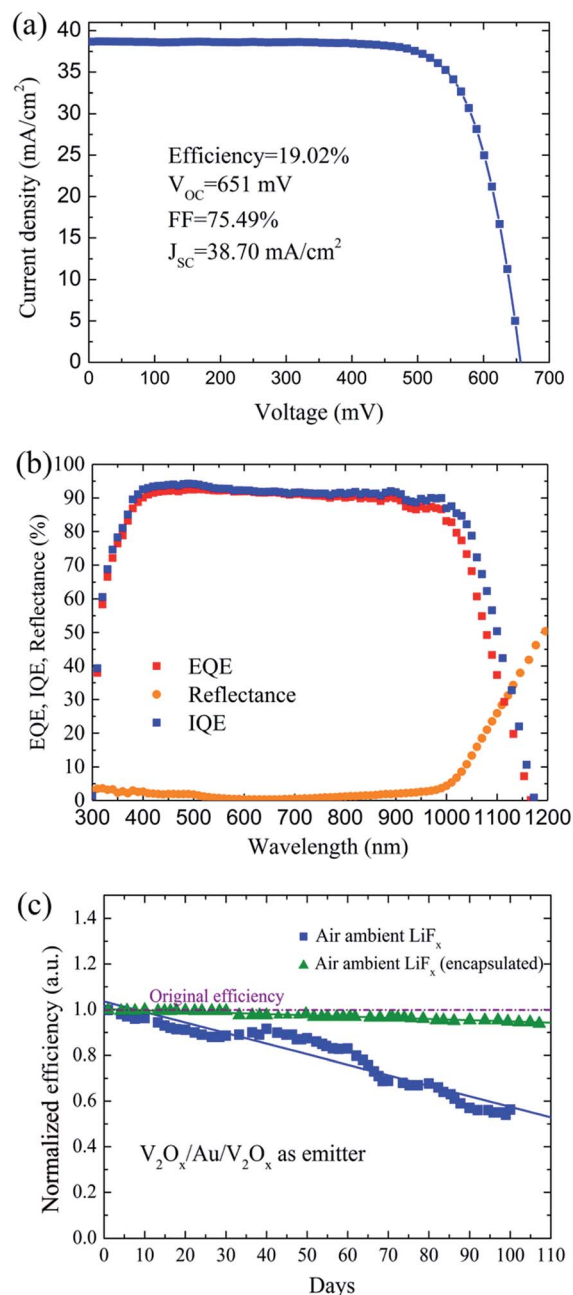 (a)
40
35
30
25
20
15
10
5
0
Current density (mA/cm²)
Efficiency=19.02%
V_OC=651 mV
FF=75.49%
J_SC=38.70 mA/cm²
0 100 200 300 400 500 600 700
Voltage (mV)
(b)
100
90
80
70
60
50
40
30
20
10
0
EQE, IQE, Reflectance (%)
EQE
Reflectance
IQE
300 400 500 600 700 800 900 1000 1100 1200
Wavelength (nm)
(c)
1.4
1.2
1.0
0.8
0.6
0.4
0.2
0.0
Normalized efficiency (a.u.)
Air ambient LiFₓ
Air ambient LiFₓ (encapsulated)
Original efficiency
V₂Oₓ/Au/V₂Oₓ as emitter
0 10 20 30 40 50 60 70 80 90 100 110
Days